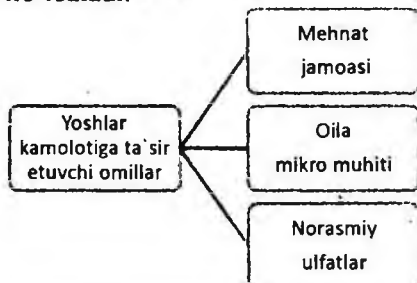 Mehnat
jamoasi
Yoshlar
kamolotiga ta`sir
etuvchi omillar
Oila
mikro muhiti
Norasmiy
ulfatlar